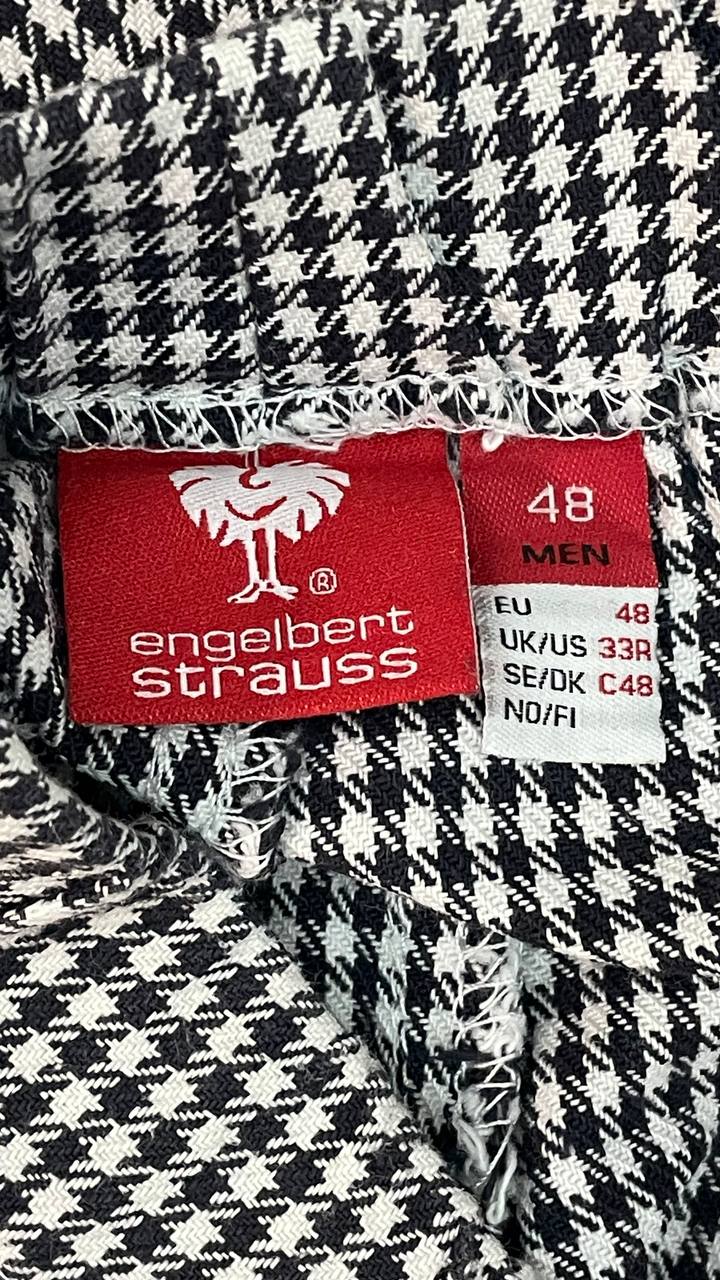 ®
engelbert
strauss
48
MEN
EU 48
UK/US 33R
SE/DK C48
NO/FI